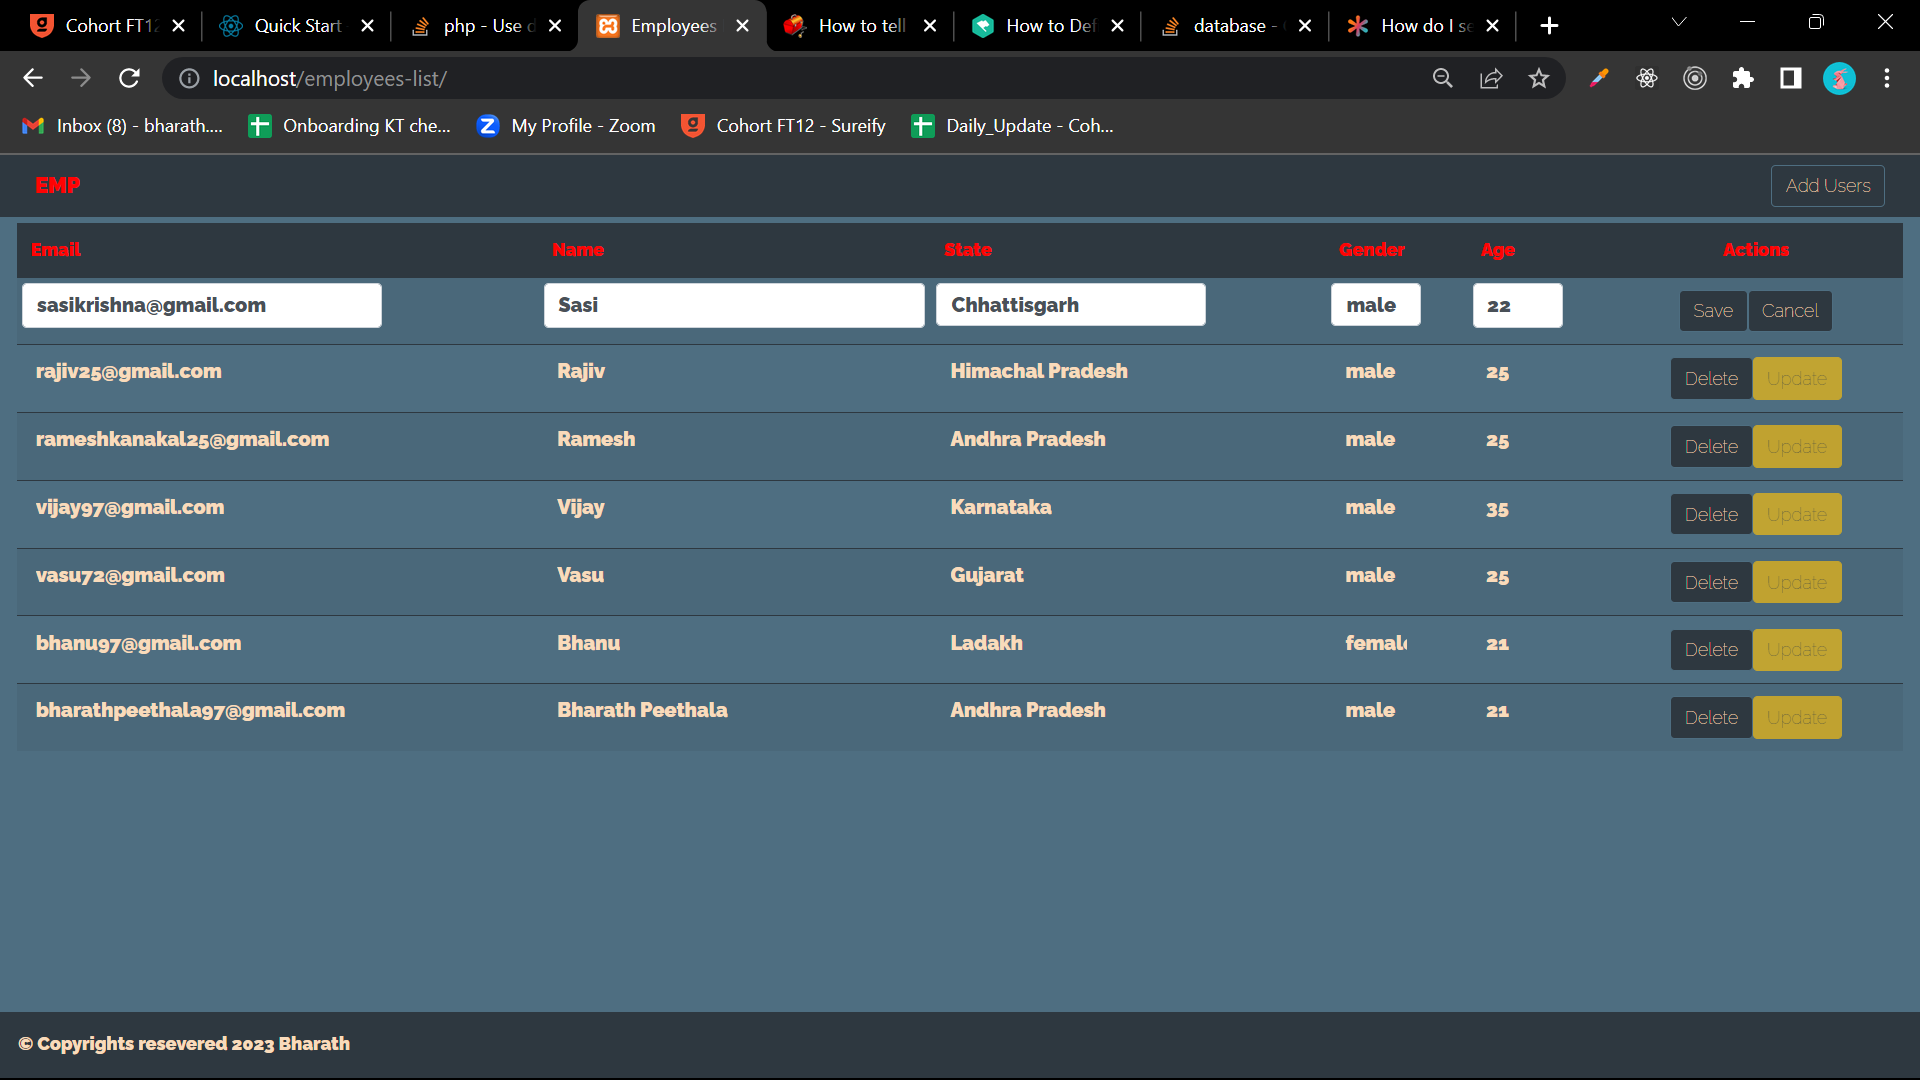 Cohort FT12 Quick Start php - Use d Employees How to tell How to Def database - How do I se
localhost/employees-list/
Inbox (8) - bharath.... Onboarding KT che... My Profile - Zoom Cohort FT12 - Sureify Daily_Update - Coh...
EMP Add Users
Email Name State Gender Age Actions
sasikrishna@gmail.com Sasi Chhattisgarh male 22 Save Cancel
rajiv25@gmail.com Rajiv Himachal Pradesh male 25 Delete Update
rameshkanakal25@gmail.com Ramesh Andhra Pradesh male 25 Delete Update
vijay97@gmail.com Vijay Karnataka male 35 Delete Update
vasu72@gmail.com Vasu Gujarat male 25 Delete Update
bhanu97@gmail.com Bhanu Ladakh female 21 Delete Update
bharathpeethala97@gmail.com Bharath Peethala Andhra Pradesh male 21 Delete Update
© Copyrights resevered 2023 Bharath